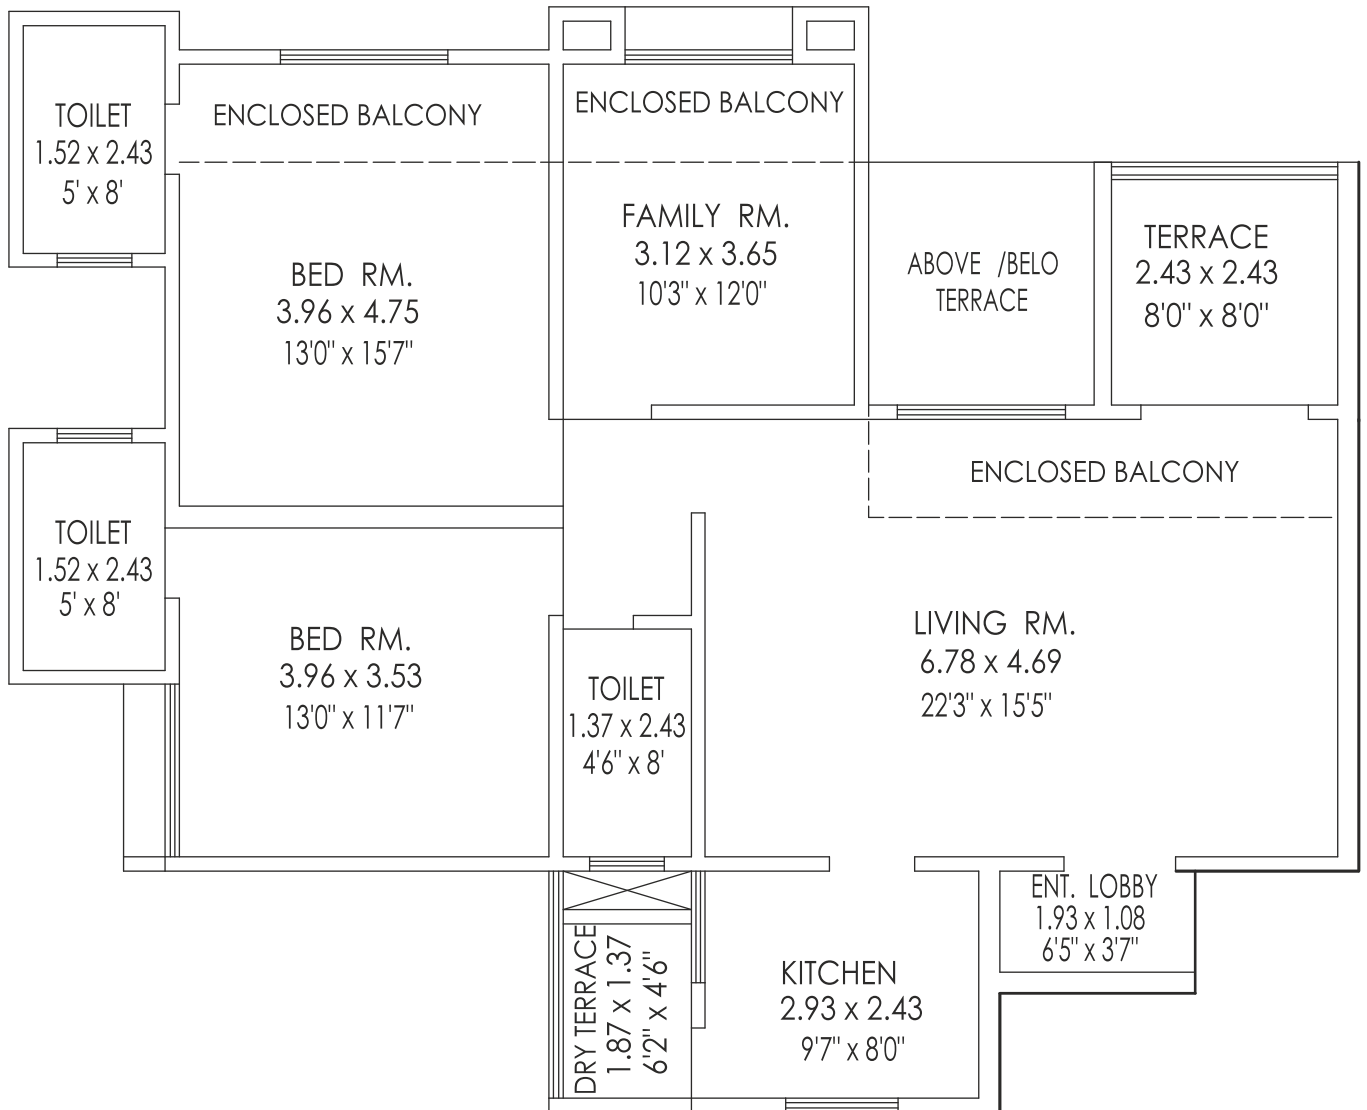 TOILET
1.52 x 2.43
5' x 8'
ENCLOSED BALCONY
ENCLOSED BALCONY
BED RM.
3.96 x 4.75
13'0" x 15'7"
FAMILY RM.
3.12 x 3.65
10'3" x 12'0"
ABOVE /BELO
TERRACE
TERRACE
2.43 x 2.43
8'0" x 8'0"
ENCLOSED BALCONY
TOILET
1.52 x 2.43
5' x 8'
BED RM.
3.96 x 3.53
13'0" x 11'7"
TOILET
1.37 x 2.43
4'6" x 8'
LIVING RM.
6.78 x 4.69
22'3" x 15'5"
ENT. LOBBY
1.93 x 1.08
6'5" x 3'7"
DRY TERRACE
1.87 x 1.37
6'2" x 4'6"
KITCHEN
2.93 x 2.43
9'7" x 8'0"